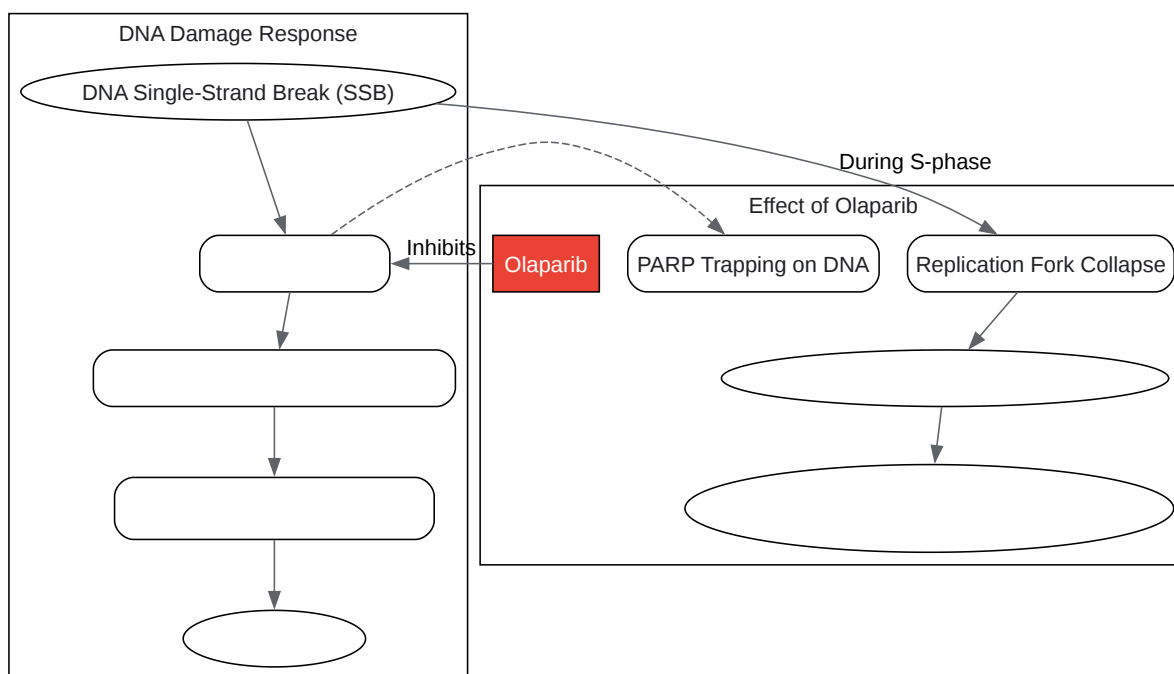 DNA Damage Response
DNA Single-Strand Break (SSB)
During S-phase
Effect of Olaparib
Inhibits
Olaparib
PARP Trapping on DNA
Replication Fork Collapse